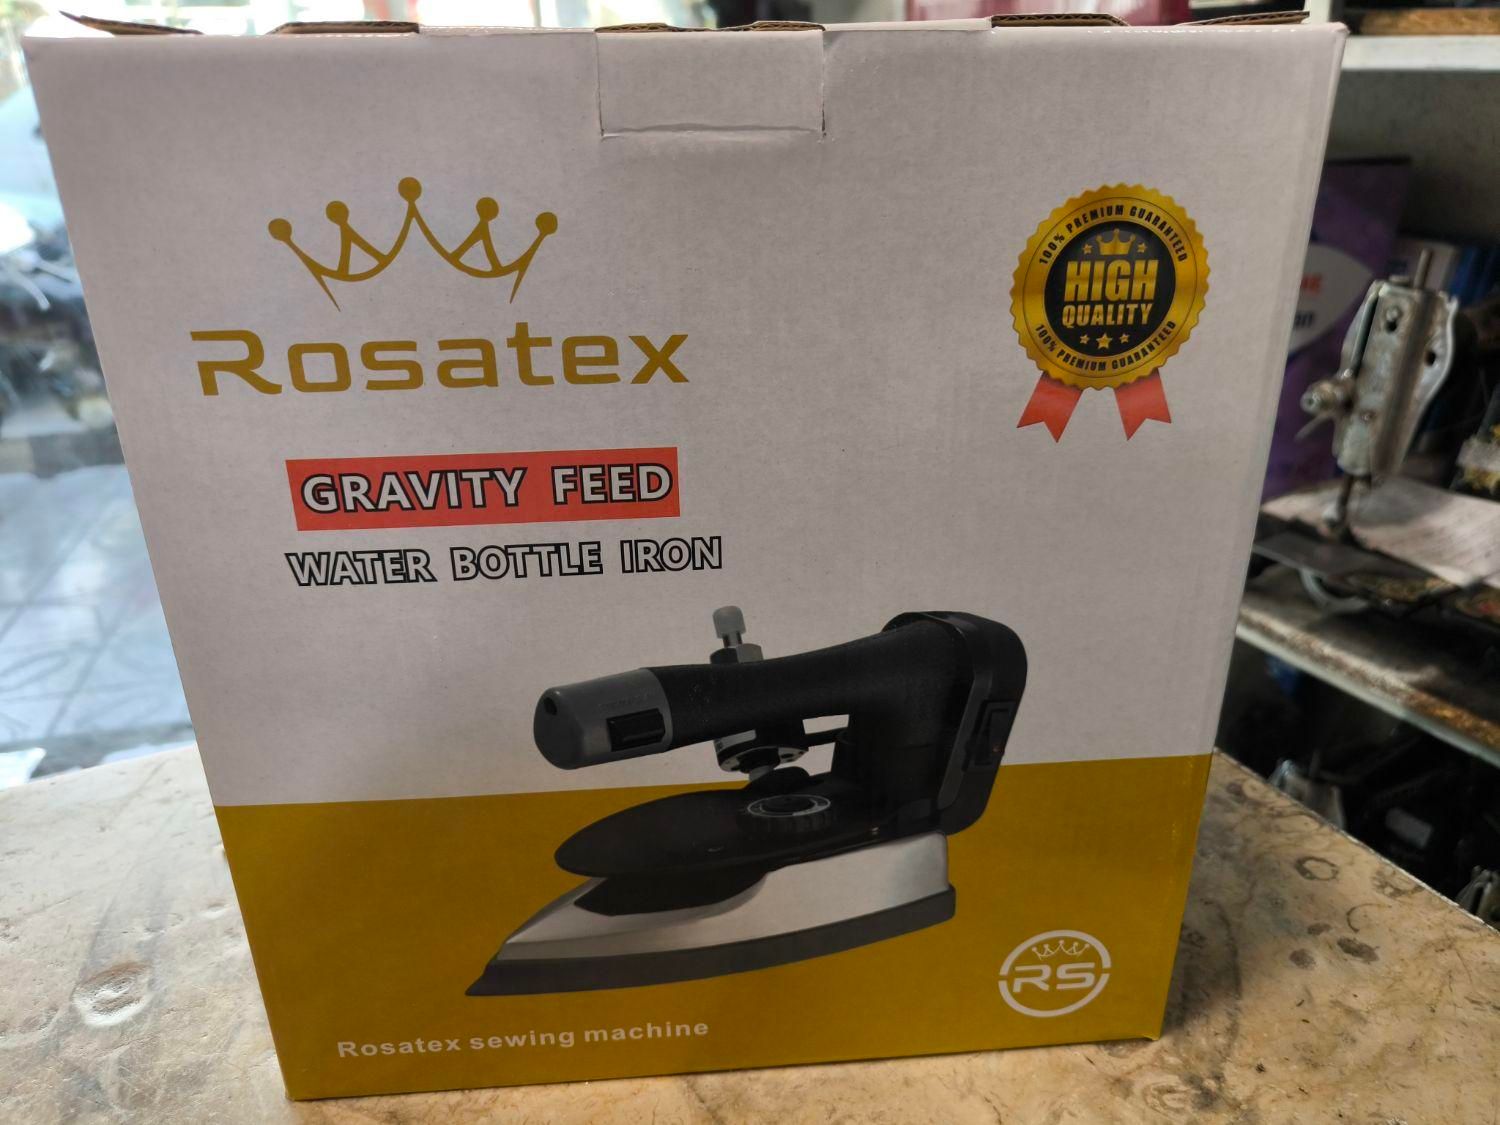 Rosatex
GRAVITY FEED
WATER BOTTLE IRON
100% PREMIUM GUARANTEED
HIGH
QUALITY
100% PREMIUM GUARANTEED
RS
Rosatex sewing machine